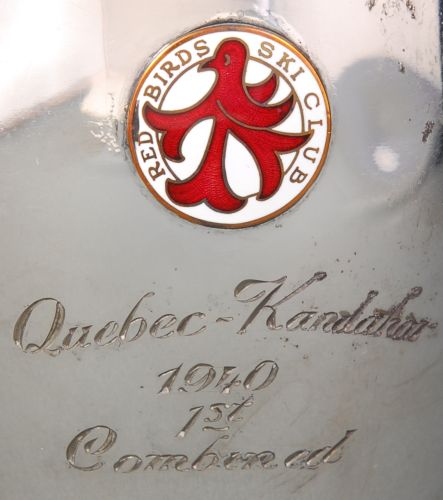 RED BIRDS SKI CLUB
Quebec-Kandahar
1940
1st
Combined